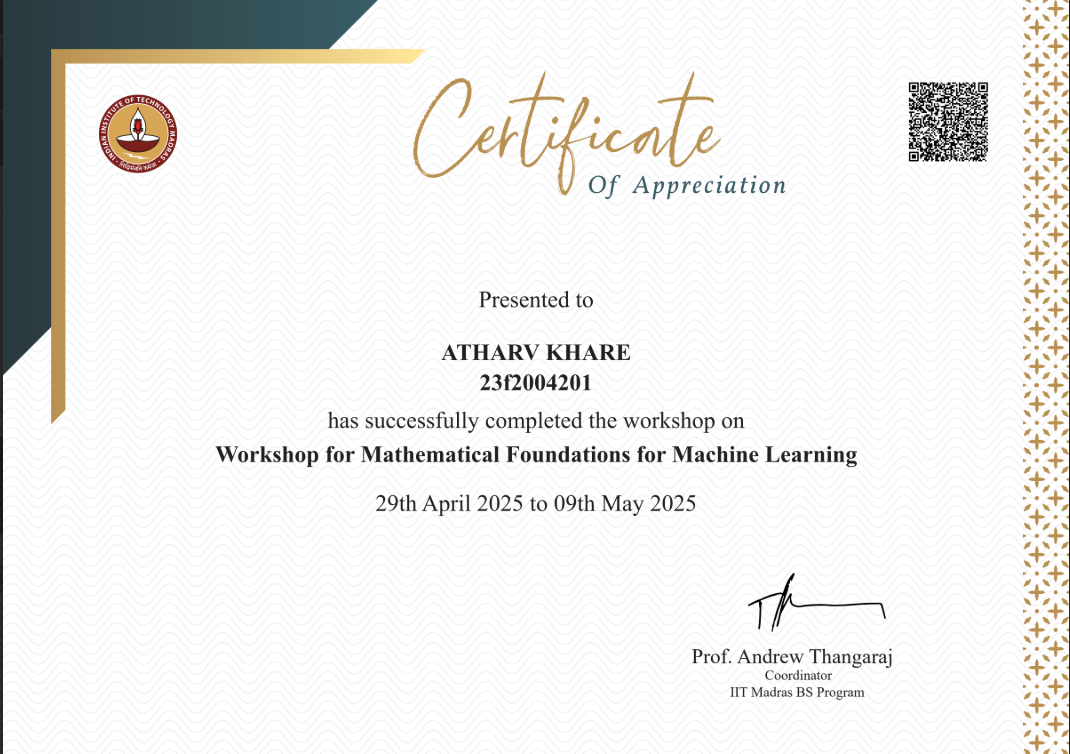 INDIAN INSTITUTE OF TECHNOLOGY MADRAS
Certificate
Of Appreciation
Presented to
ATHARV KHARE
23f2004201
has successfully completed the workshop on
Workshop for Mathematical Foundations for Machine Learning
29th April 2025 to 09th May 2025
Prof. Andrew Thangaraj
Coordinator
IIT Madras BS Program